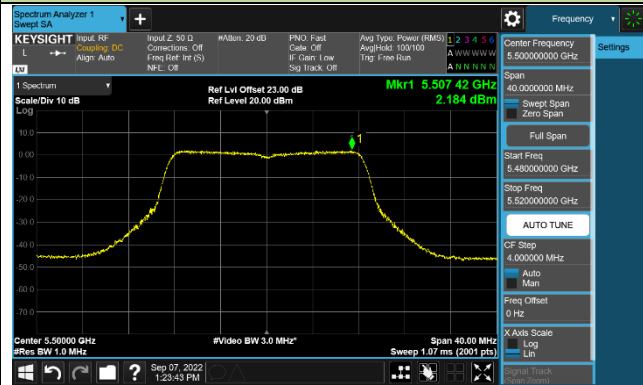 Spectrum Analyzer 1
Swept SA
Frequency
KEYSIGHT
L
LXI
Input: RF
Coupling: DC
Align: Auto
Input Z: 50 Ω
Corrections: Off
Freq Ref: Int (S)
NFE: Off
#Atten: 20 dB
PNO: Fast
Gate: Off
IF Gain: Low
Sig Track: Off
Avg Type: Power (RMS)
Avg|Hold: 100/100
Trig: Free Run
1 2 3 4 5 6
A W W W W W
A N N N N N
1 Spectrum
Scale/Div 10 dB
Log
Ref Lvl Offset 23.00 dB
Ref Level 20.00 dBm
Mkr1 5.507 42 GHz
2.184 dBm
1
10.0
0.00
-10.0
-20.0
-30.0
-40.0
-50.0
-60.0
-70.0
Center 5.50000 GHz
#Res BW 1.0 MHz
#Video BW 3.0 MHz*
Span 40.00 MHz
Sweep 1.07 ms (2001 pts)
?
Sep 07, 2022
1:23:43 PM
Center Frequency
5.500000000 GHz
Span
40.0000000 MHz
Swept Span
Zero Span
Full Span
Start Freq
5.480000000 GHz
Stop Freq
5.520000000 GHz
AUTO TUNE
CF Step
4.000000 MHz
Auto
Man
Freq Offset
0 Hz
X Axis Scale
Log
Lin
Signal Track
(Span Zoom)
Settings